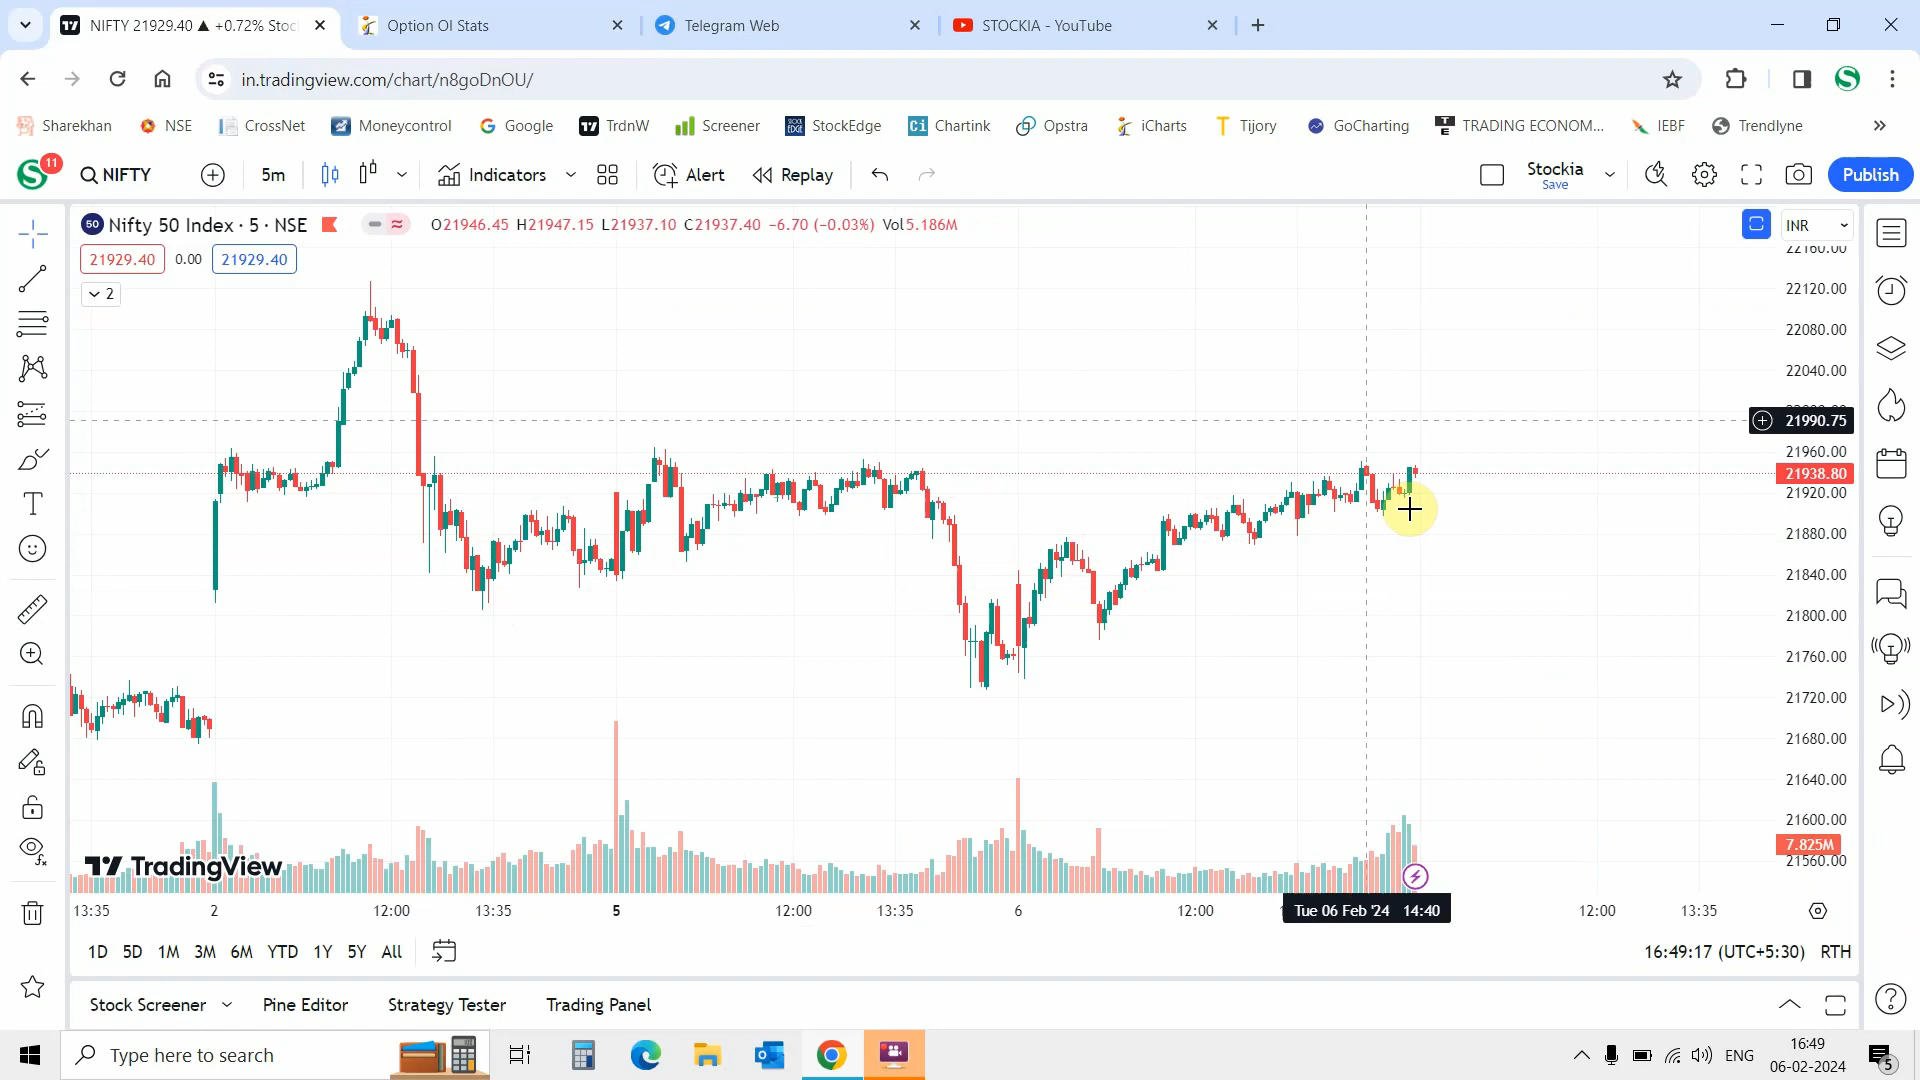 NIFTY 21929.40 ▲ +0.72% Stoc
Option OI Stats
Telegram Web
STOCKIA - YouTube
in.tradingview.com/chart/n8goDnOU/
Sharekhan
NSE
CrossNet
Moneycontrol
Google
TrdnW
Screener
StockEdge
Chartink
Opstra
iCharts
Tijory
GoCharting
TRADING ECONOM...
IEBF
Trendlyne
11
NIFTY
5m
Indicators
Alert
Replay
Stockia
Save
Publish
50 Nifty 50 Index · 5 · NSE
O21946.45 H21947.15 L21937.10 C21937.40 −6.70 (−0.03%) Vol5.186M
INR
21929.40 0.00 21929.40
2
22160.00
22120.00
22080.00
22040.00
21990.75
21960.00
21938.80
21920.00
21880.00
21840.00
21800.00
21760.00
21720.00
21680.00
21640.00
21600.00
7.825M
21560.00
TradingView
13:35 2 12:00 13:35 5 12:00 13:35 6 12:00 Tue 06 Feb '24 14:40 12:00 13:35
1D 5D 1M 3M 6M YTD 1Y 5Y All
16:49:17 (UTC+5:30) RTH
Stock Screener
Pine Editor
Strategy Tester
Trading Panel
Type here to search
ENG
16:49
06-02-2024
5